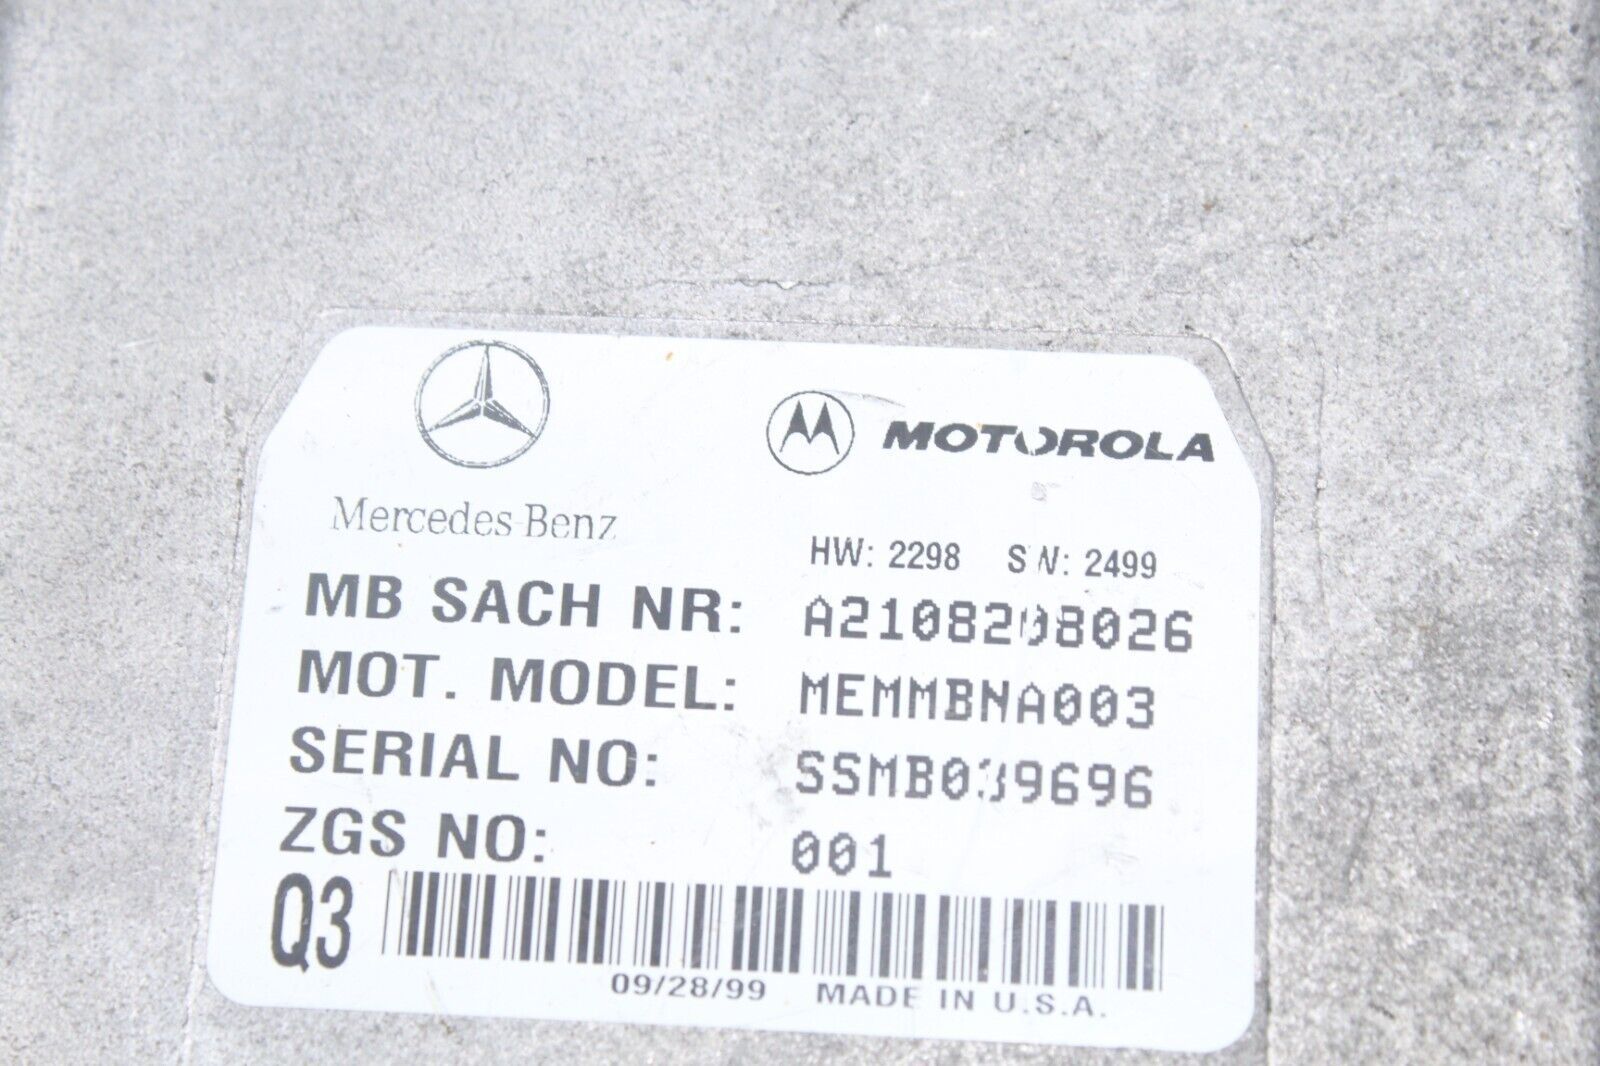 MOTOROLA
Mercedes-Benz
HW: 2298 SW: 2499
MB SACH NR: A2108208026
MOT. MODEL: MEMMBNA003
SERIAL NO: SSMB039696
ZGS NO: 001
Q3
09/28/99 MADE IN U.S.A.